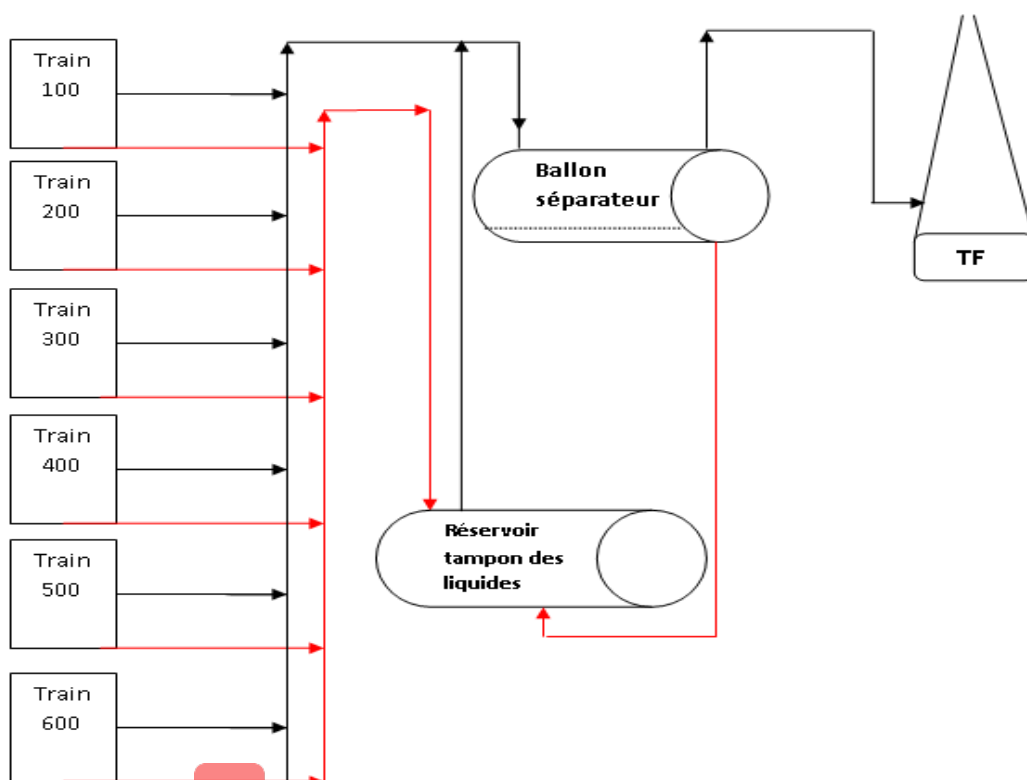 Train
100
Train
200
Train
300
Train
400
Train
500
Train
600
Ballon
séparateur
TF
Réservoir
tampon des
liquides